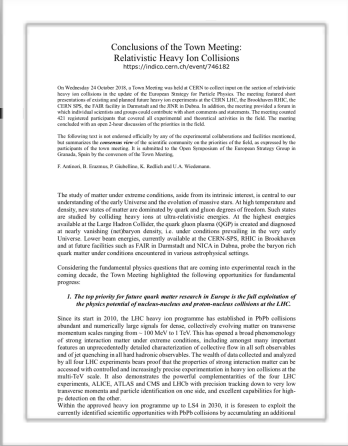 Conclusions of the Town Meeting:
Relativistic Heavy Ion Collisions
https://indico.cern.ch/event/746182
On Wednesday 24 October 2018, a Town Meeting was held at CERN to collect input on the section of relativistic
heavy ion collisions in the update of the European Strategy for Particle Physics. The meeting featured short
presentations of existing and planned future heavy ion experiments at the CERN LHC, the Brookhaven RHIC, the
CERN SPS, the FAIR facility in Darmstadt and the JINR in Dubna. In addition, the meeting provided a forum in
which individual scientists and groups could contribute with short comments and statements. The meeting counted
421 registered participants that covered all experimental and theoretical activities in the field. The meeting
concluded with an open 2-hour discussion of the priorities in the field.
The following text is not endorsed officially by any of the experimental collaborations and facilities mentioned,
but summarizes the consensus view of the scientific community on the priorities of the field, as expressed by the
participants of the town meeting. It is submitted to the Open Symposium of the European Strategy Group in
Granada, Spain by the convenors of the Town Meeting,
F. Antinori, B. Erazmus, P. Giubellino, K. Redlich and U.A. Wiedemann.
The study of matter under extreme conditions, aside from its intrinsic interest, is central to our
understanding of the early Universe and the evolution of massive stars. At high temperature and
density, new states of matter are dominated by quark and gluon degrees of freedom. Such states
are studied by colliding heavy ions at ultra-relativistic energies. At the highest energies
available at the Large Hadron Collider, the quark gluon plasma (QGP) is created and diagnosed
at nearly vanishing (net)baryon density, i.e. under conditions prevailing in the very early
Universe. Lower beam energies, currently available at the CERN-SPS, RHIC in Brookhaven
and at future facilities such as FAIR in Darmstadt and NICA in Dubna, probe the baryon rich
quark matter under conditions encountered in various astrophysical settings.
Considering the fundamental physics questions that are coming into experimental reach in the
coming decade, the Town Meeting highlighted the following opportunities for fundamental
progress:
1. The top priority for future quark matter research in Europe is the full exploitation of
the physics potential of nucleus-nucleus and proton-nucleus collisions at the LHC.
Since its start in 2010, the LHC heavy ion programme has established in PbPb collisions
abundant and numerically large signals for dense, collectively evolving matter on transverse
momentum scales ranging from ~ 100 MeV to 1 TeV. This has opened a broad phenomenology
of strong interaction matter under extreme conditions, including amongst many important
features an unprecedentedly detailed characterization of collective flow in all soft observables
and of jet quenching in all hard hadronic observables. The wealth of data collected and analyzed
by all four LHC experiments bears proof that the properties of strong interaction matter can be
accessed with controlled and increasingly precise experimentation in heavy ion collisions at the
multi-TeV scale. It also demonstrates the powerful complementarities of the four LHC
experiments, ALICE, ATLAS and CMS and LHCb with precision tracking down to very low
transverse momenta and particle identification on one side, and excellent capabilities for high-
pT detection on the other.
Within the approved heavy ion programme up to LS4 in 2030, it is foreseen to exploit the
currently identified scientific opportunities with PbPb collisions by accumulating an additional